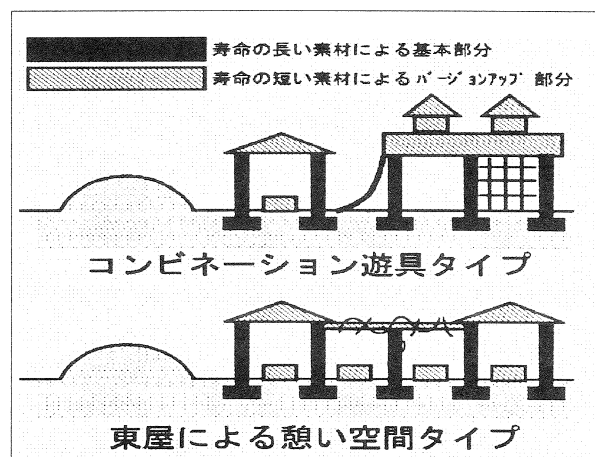 寿命の長い素材による基本部分
寿命の短い素材によるﾊﾞｰｼﾞｮﾝｱｯﾌﾟ部分
コンビネーション遊具タイプ
東屋による憩い空間タイプ